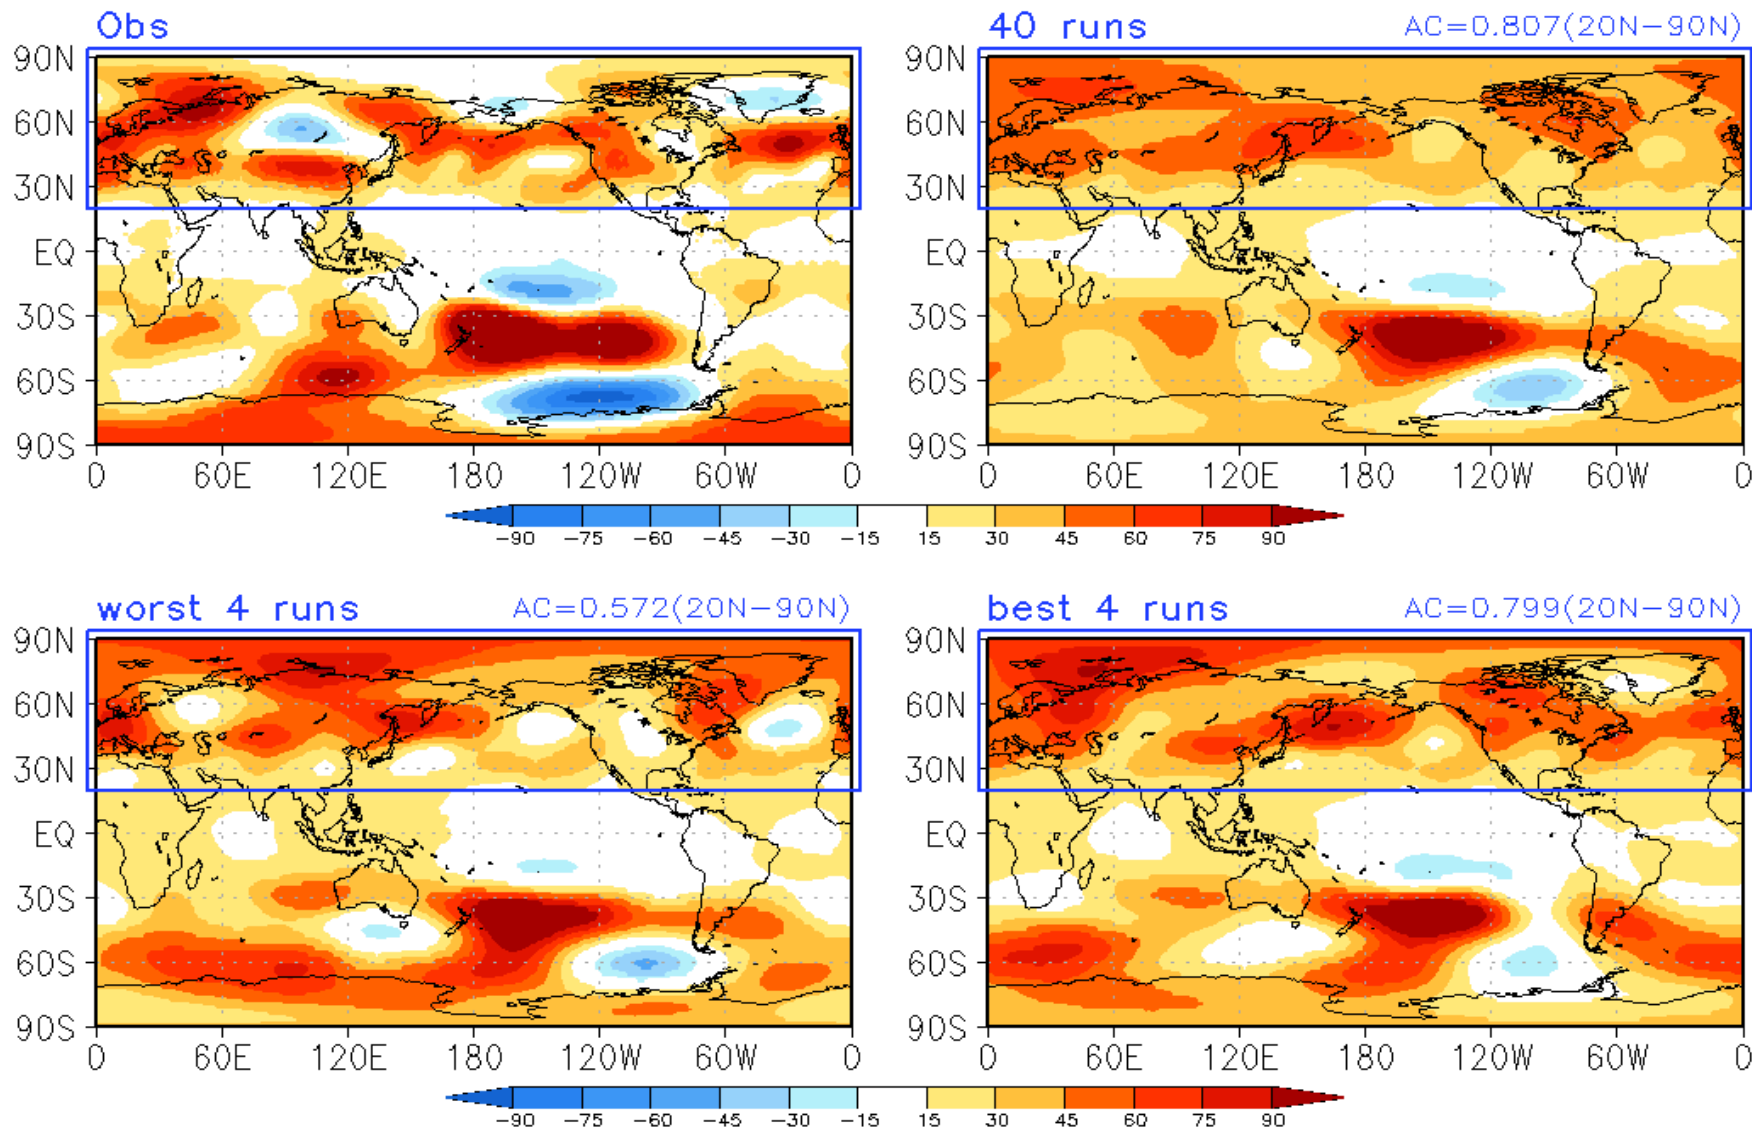 Obs
40 runs AC=0.807(20N−90N)
90N 90N
60N 60N
30N 30N
EQ EQ
30S 30S
60S 60S
90S 90S
0 60E 120E 180 120W 60W 0 0 60E 120E 180 120W 60W 0
−90 −75 −60 −45 −30 −15 15 30 45 60 75 90
worst 4 runs AC=0.572(20N−90N) best 4 runs AC=0.799(20N−90N)
90N 90N
60N 60N
30N 30N
EQ EQ
30S 30S
60S 60S
90S 90S
0 60E 120E 180 120W 60W 0 0 60E 120E 180 120W 60W 0
−90 −75 −60 −45 −30 −15 15 30 45 60 75 90